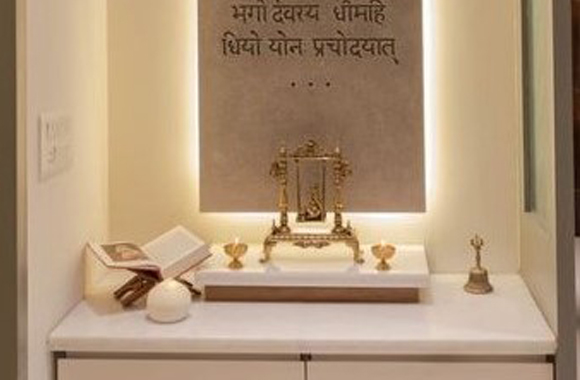 भर्गो देवस्य धीमहि
धियो योनः प्रचोदयात्
• • •